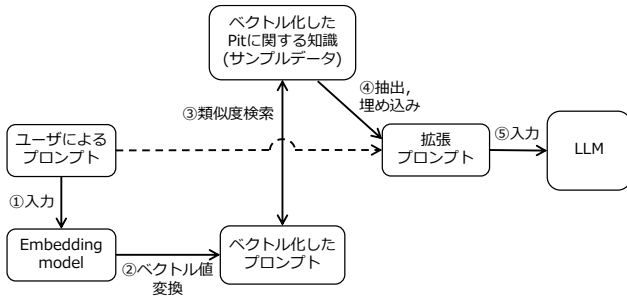 ベクトル化した
Pitに関する知識
(サンプルデータ)
④抽出,
埋め込み
③類似度検索
ユーザによる
プロンプト
拡張
プロンプト
⑤入力
LLM
①入力
Embedding
model
②ベクトル値
変換
ベクトル化した
プロンプト